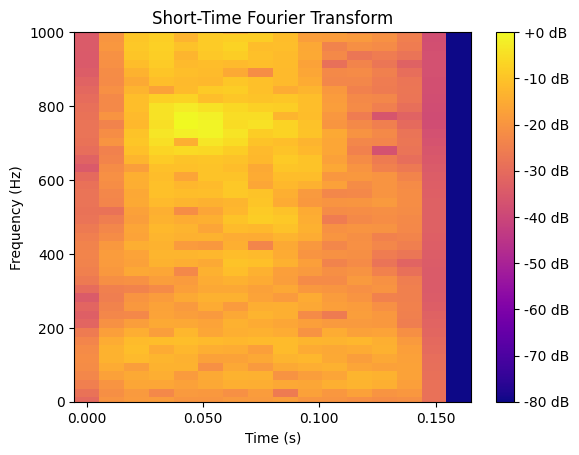 Short-Time Fourier Transform
Frequency (Hz)
1000
800
600
400
200
0
0.000 0.050 0.100 0.150
Time (s)
+0 dB
-10 dB
-20 dB
-30 dB
-40 dB
-50 dB
-60 dB
-70 dB
-80 dB